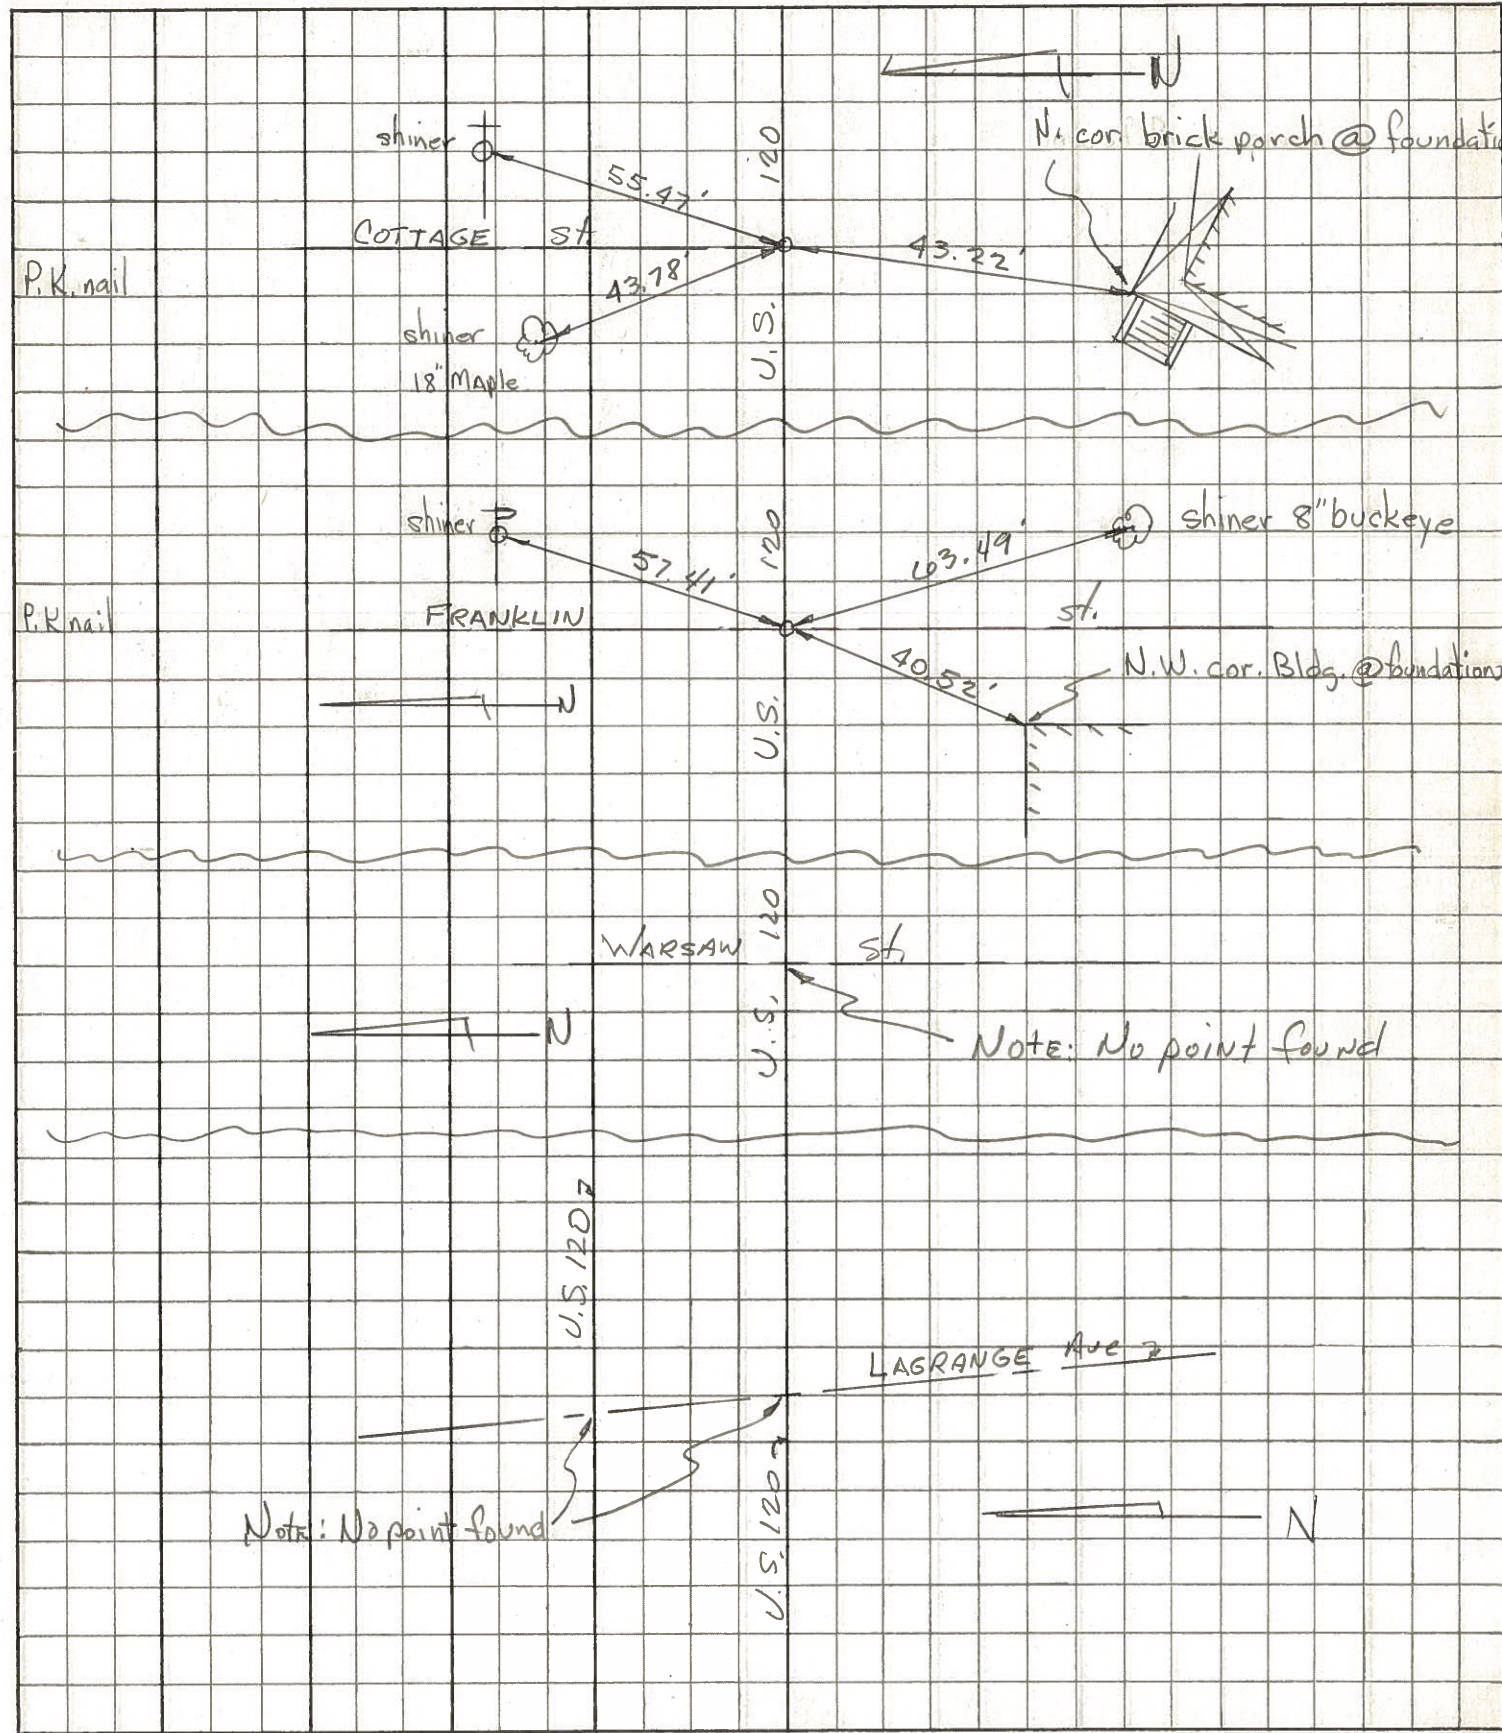 N
N. cor. brick porch @ foundati
shiner
55.47'
U.S. 120
COTTAGE St.
43.22'
P.K. nail
43.78'
shiner
18" Maple
shiner
57.41'
U.S. 120
63.49'
shiner 8" buckeye
P.K nail
FRANKLIN st.
40.52'
N.W. cor. Bldg. @ foundation
N
WARSAW St.
U.S. 120
N
Note: No point found
U.S. 120
LAGRANGE Ave
U.S. 120
Note: No point found
N